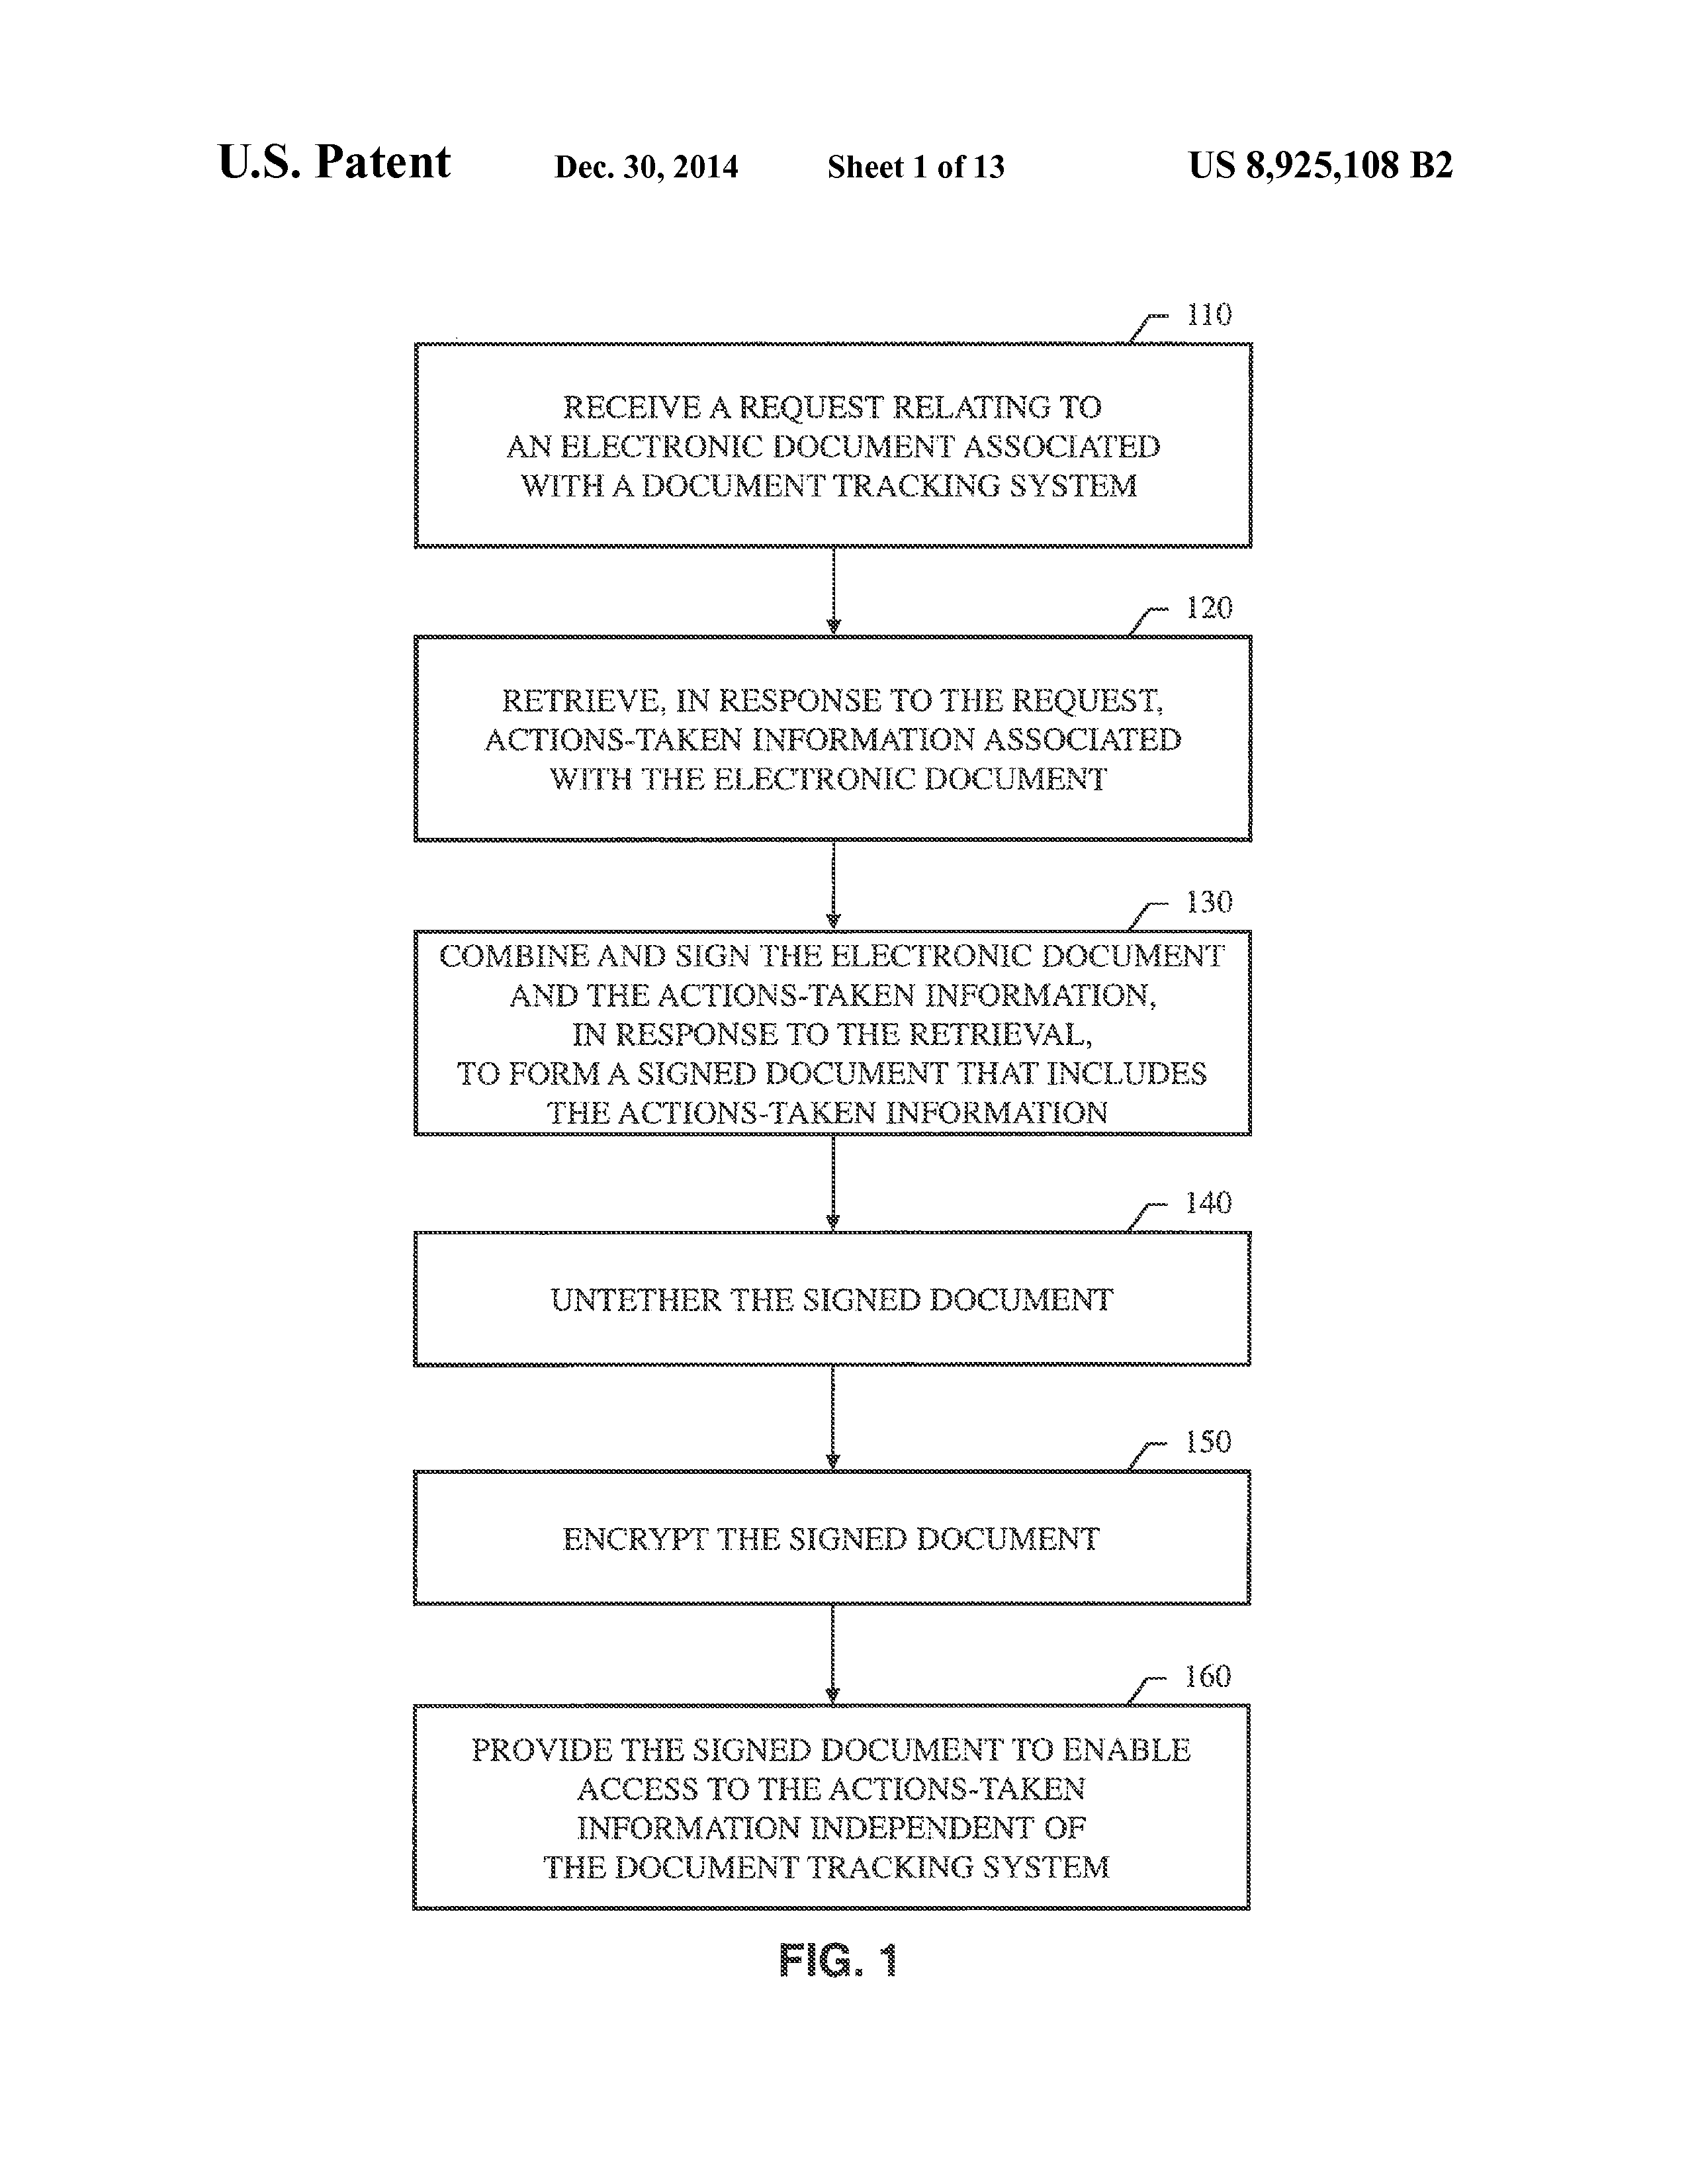 U.S. Patent Dec. 30, 2014 Sheet 1 of 13 US 8,925,108 B2
110
RECEIVE A REQUEST RELATING TO
AN ELECTRONIC DOCUMENT ASSOCIATED
WITH A DOCUMENT TRACKING SYSTEM
120
RETRIEVE, IN RESPONSE TO THE REQUEST,
ACTIONS-TAKEN INFORMATION ASSOCIATED
WITH THE ELECTRONIC DOCUMENT
130
COMBINE AND SIGN THE ELECTRONIC DOCUMENT
AND THE ACTIONS-TAKEN INFORMATION,
IN RESPONSE TO THE RETRIEVAL,
TO FORM A SIGNED DOCUMENT THAT INCLUDES
THE ACTIONS-TAKEN INFORMATION
140
UNTETHER THE SIGNED DOCUMENT
150
ENCRYPT THE SIGNED DOCUMENT
160
PROVIDE THE SIGNED DOCUMENT TO ENABLE
ACCESS TO THE ACTIONS-TAKEN
INFORMATION INDEPENDENT OF
THE DOCUMENT TRACKING SYSTEM
FIG. 1